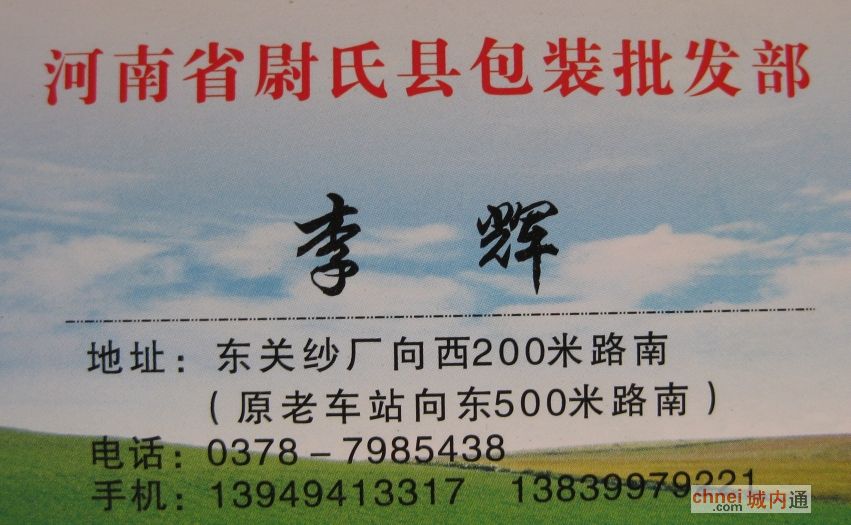 河南省尉氏县包装批发部
李 辉
地址：东关纱厂向西200米路南
（原老车站向东500米路南）
电话：0378－7985438
手机：13949413317 13839979221
chnei.com 城内通